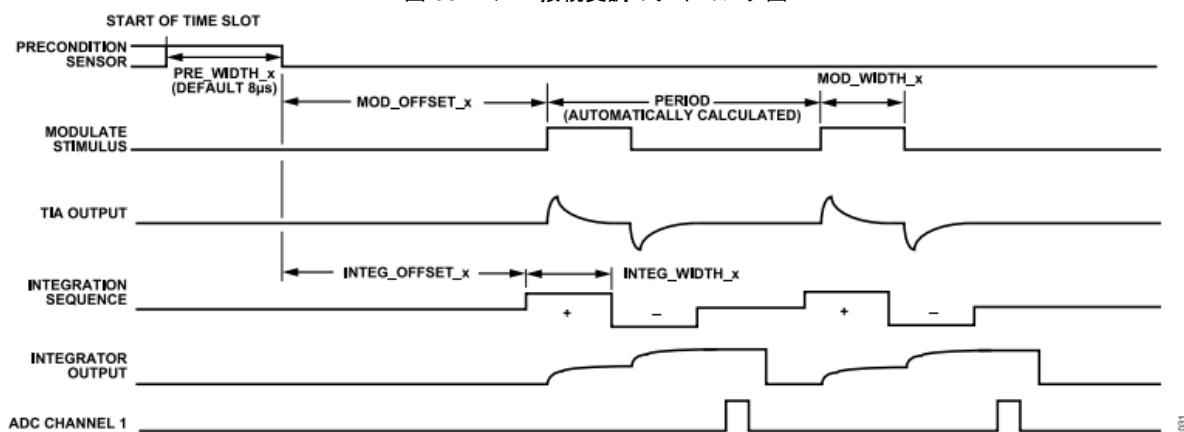 START OF TIME SLOT
PRECONDITION
SENSOR
PRE_WIDTH_x
(DEFAULT 8µs)
MOD_OFFSET_x
PERIOD
(AUTOMATICALLY CALCULATED)
MOD_WIDTH_x
MODULATE
STIMULUS
TIA OUTPUT
INTEG_OFFSET_x
INTEG_WIDTH_x
INTEGRATION
SEQUENCE
+
–
+
–
INTEGRATOR
OUTPUT
ADC CHANNEL 1
031